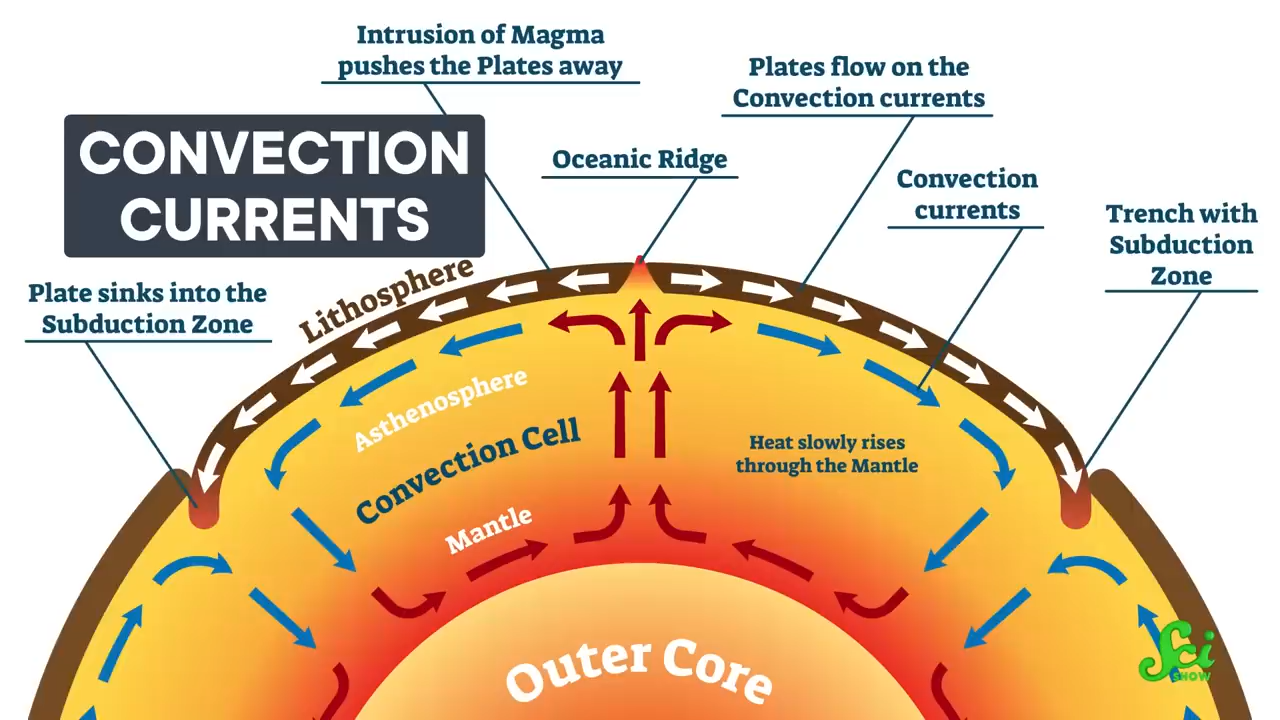 Intrusion of Magma
pushes the Plates away
Plates flow on the
Convection currents
CONVECTION
CURRENTS
Oceanic Ridge
Convection
currents
Trench with
Subduction
Zone
Plate sinks into the
Subduction Zone
Lithosphere
Asthenosphere
Convection Cell
Heat slowly rises
through the Mantle
Mantle
Outer Core
Sci
SHOW